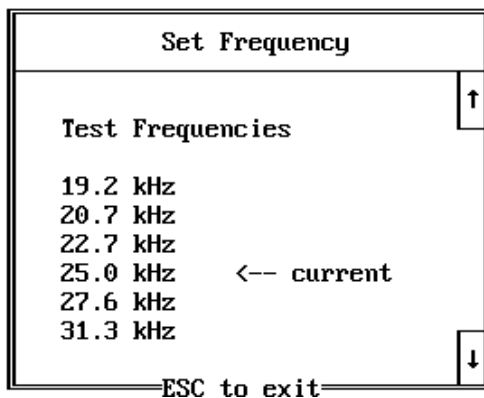 Set Frequency
↑
Test Frequencies
19.2 kHz
20.7 kHz
22.7 kHz
25.0 kHz <-- current
27.6 kHz
31.3 kHz
↓
ESC to exit